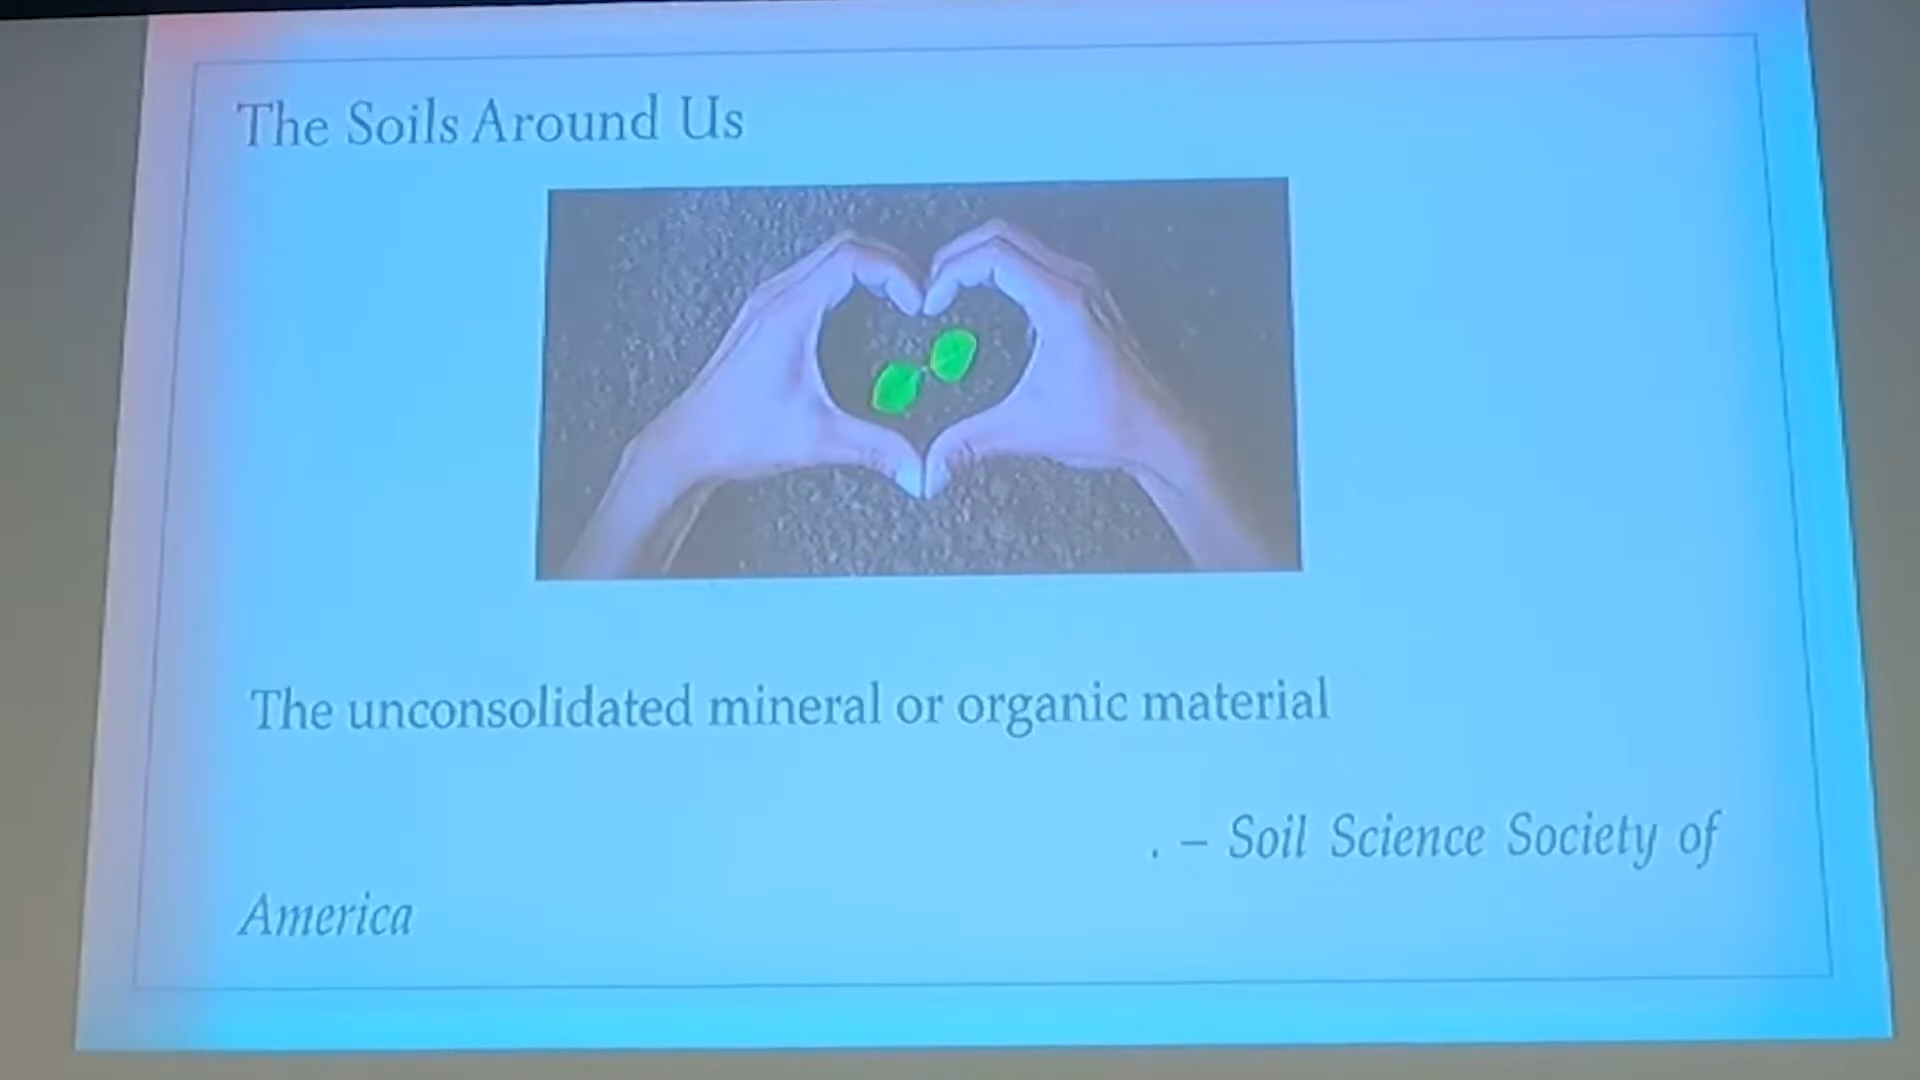 The Soils Around Us
The unconsolidated mineral or organic material
. – Soil Science Society of
America